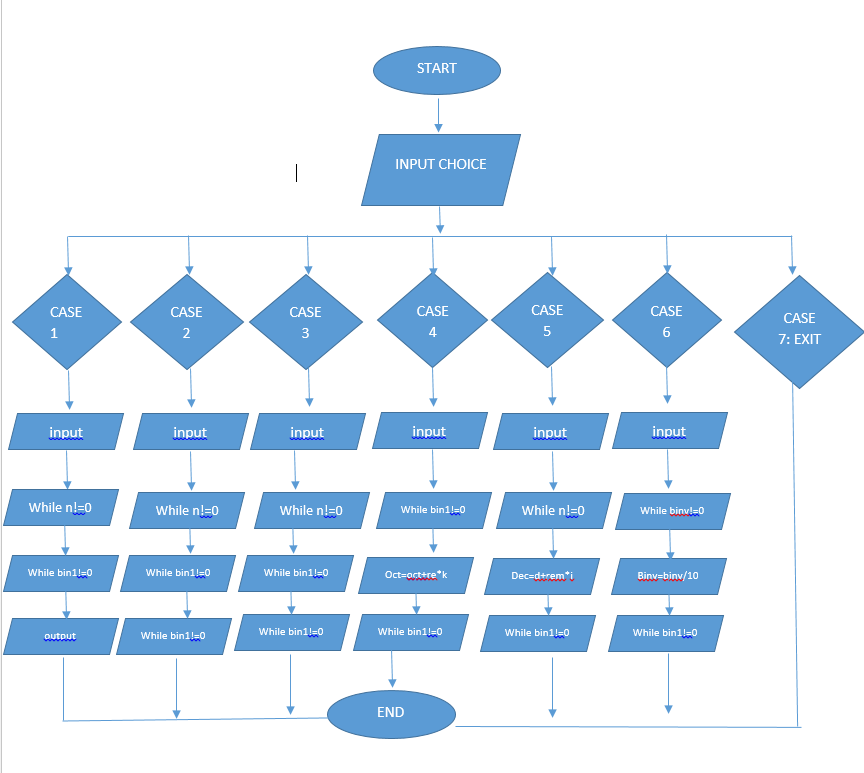 START
INPUT CHOICE
CASE
1
CASE
2
CASE
3
CASE
4
CASE
5
CASE
6
CASE
7: EXIT
input
input
input
input
input
input
While n!=0
While n!=0
While n!=0
While bin1!=0
While n!=0
While binv!=0
While bin1!=0
While bin1!=0
While bin1!=0
Oct=oct+re*k
Dec=d+rem*i
Binv=binv/10
output
While bin1!=0
While bin1!=0
While bin1!=0
While bin1!=0
While bin1!=0
END